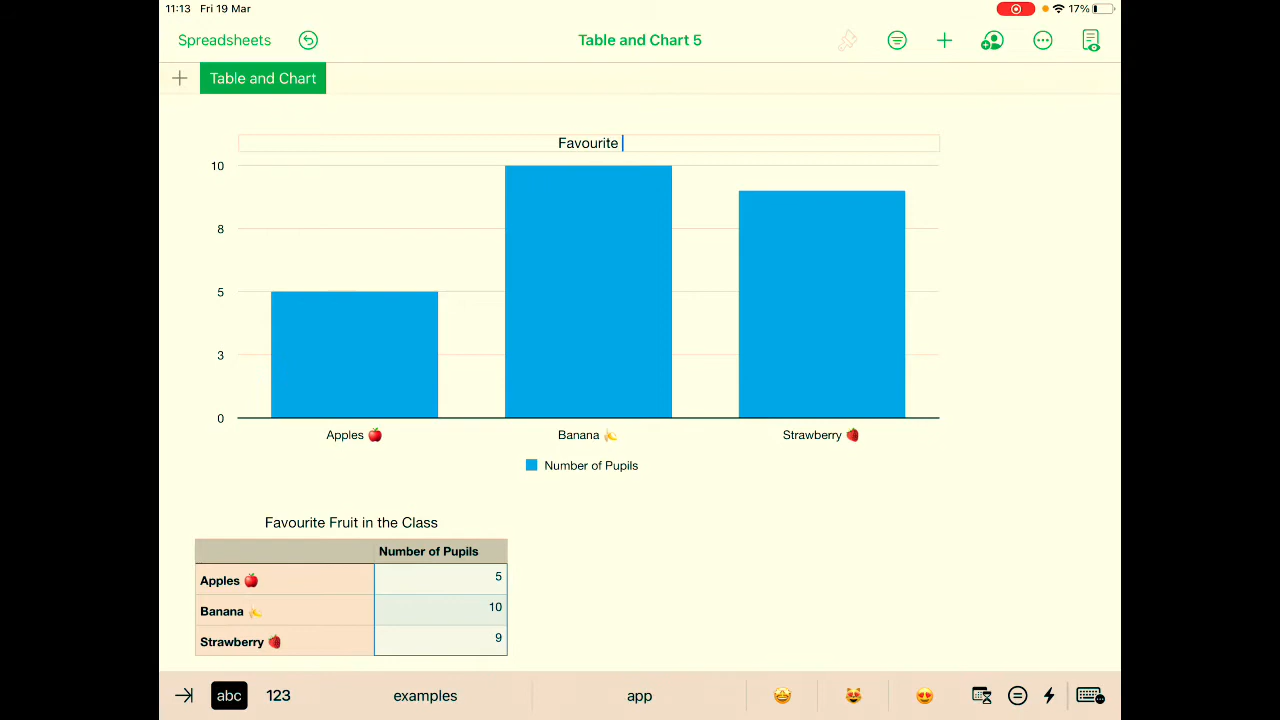 11:13 Fri 19 Mar 17%
Spreadsheets Table and Chart 5
Table and Chart
Favourite
10
8
5
3
0
Apples 🍎 Banana 🍌 Strawberry 🍓
Number of Pupils
Favourite Fruit in the Class
Number of Pupils
Apples 🍎 5
Banana 🍌 10
Strawberry 🍓 9
abc 123 examples app 🤩 😻 😍